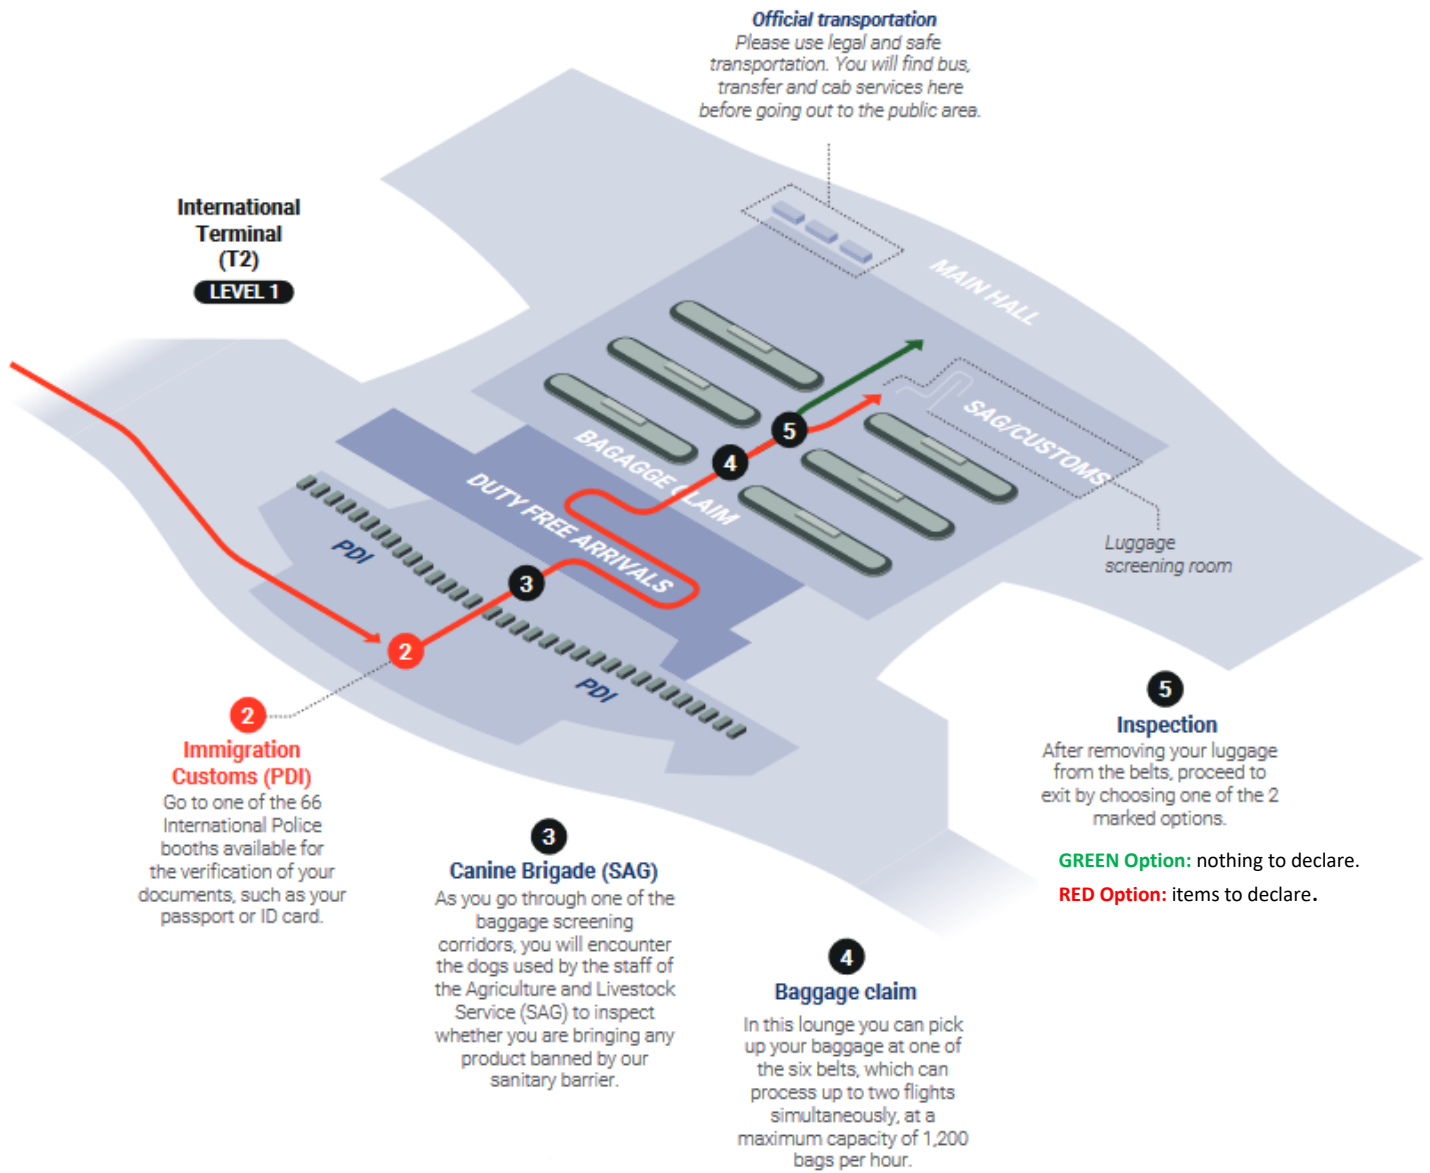 Official transportation
Please use legal and safe
transportation. You will find bus,
transfer and cab services here
before going out to the public area.
International
Terminal
(T2)
LEVEL 1
MAIN HALL
SAG/CUSTOMS
BAGAGGE CLAIM
DUTY FREE ARRIVALS
PDI
PDI
5
4
3
2
Luggage
screening room
2
Immigration
Customs (PDI)
Go to one of the 66
International Police
booths available for
the verification of your
documents, such as your
passport or ID card.
3
Canine Brigade (SAG)
As you go through one of the
baggage screening
corridors, you will encounter
the dogs used by the staff of
the Agriculture and Livestock
Service (SAG) to inspect
whether you are bringing any
product banned by our
sanitary barrier.
4
Baggage claim
In this lounge you can pick
up your baggage at one of
the six belts, which can
process up to two flights
simultaneously, at a
maximum capacity of 1,200
bags per hour.
5
Inspection
After removing your luggage
from the belts, proceed to
exit by choosing one of the 2
marked options.
GREEN Option: nothing to declare.
RED Option: items to declare.